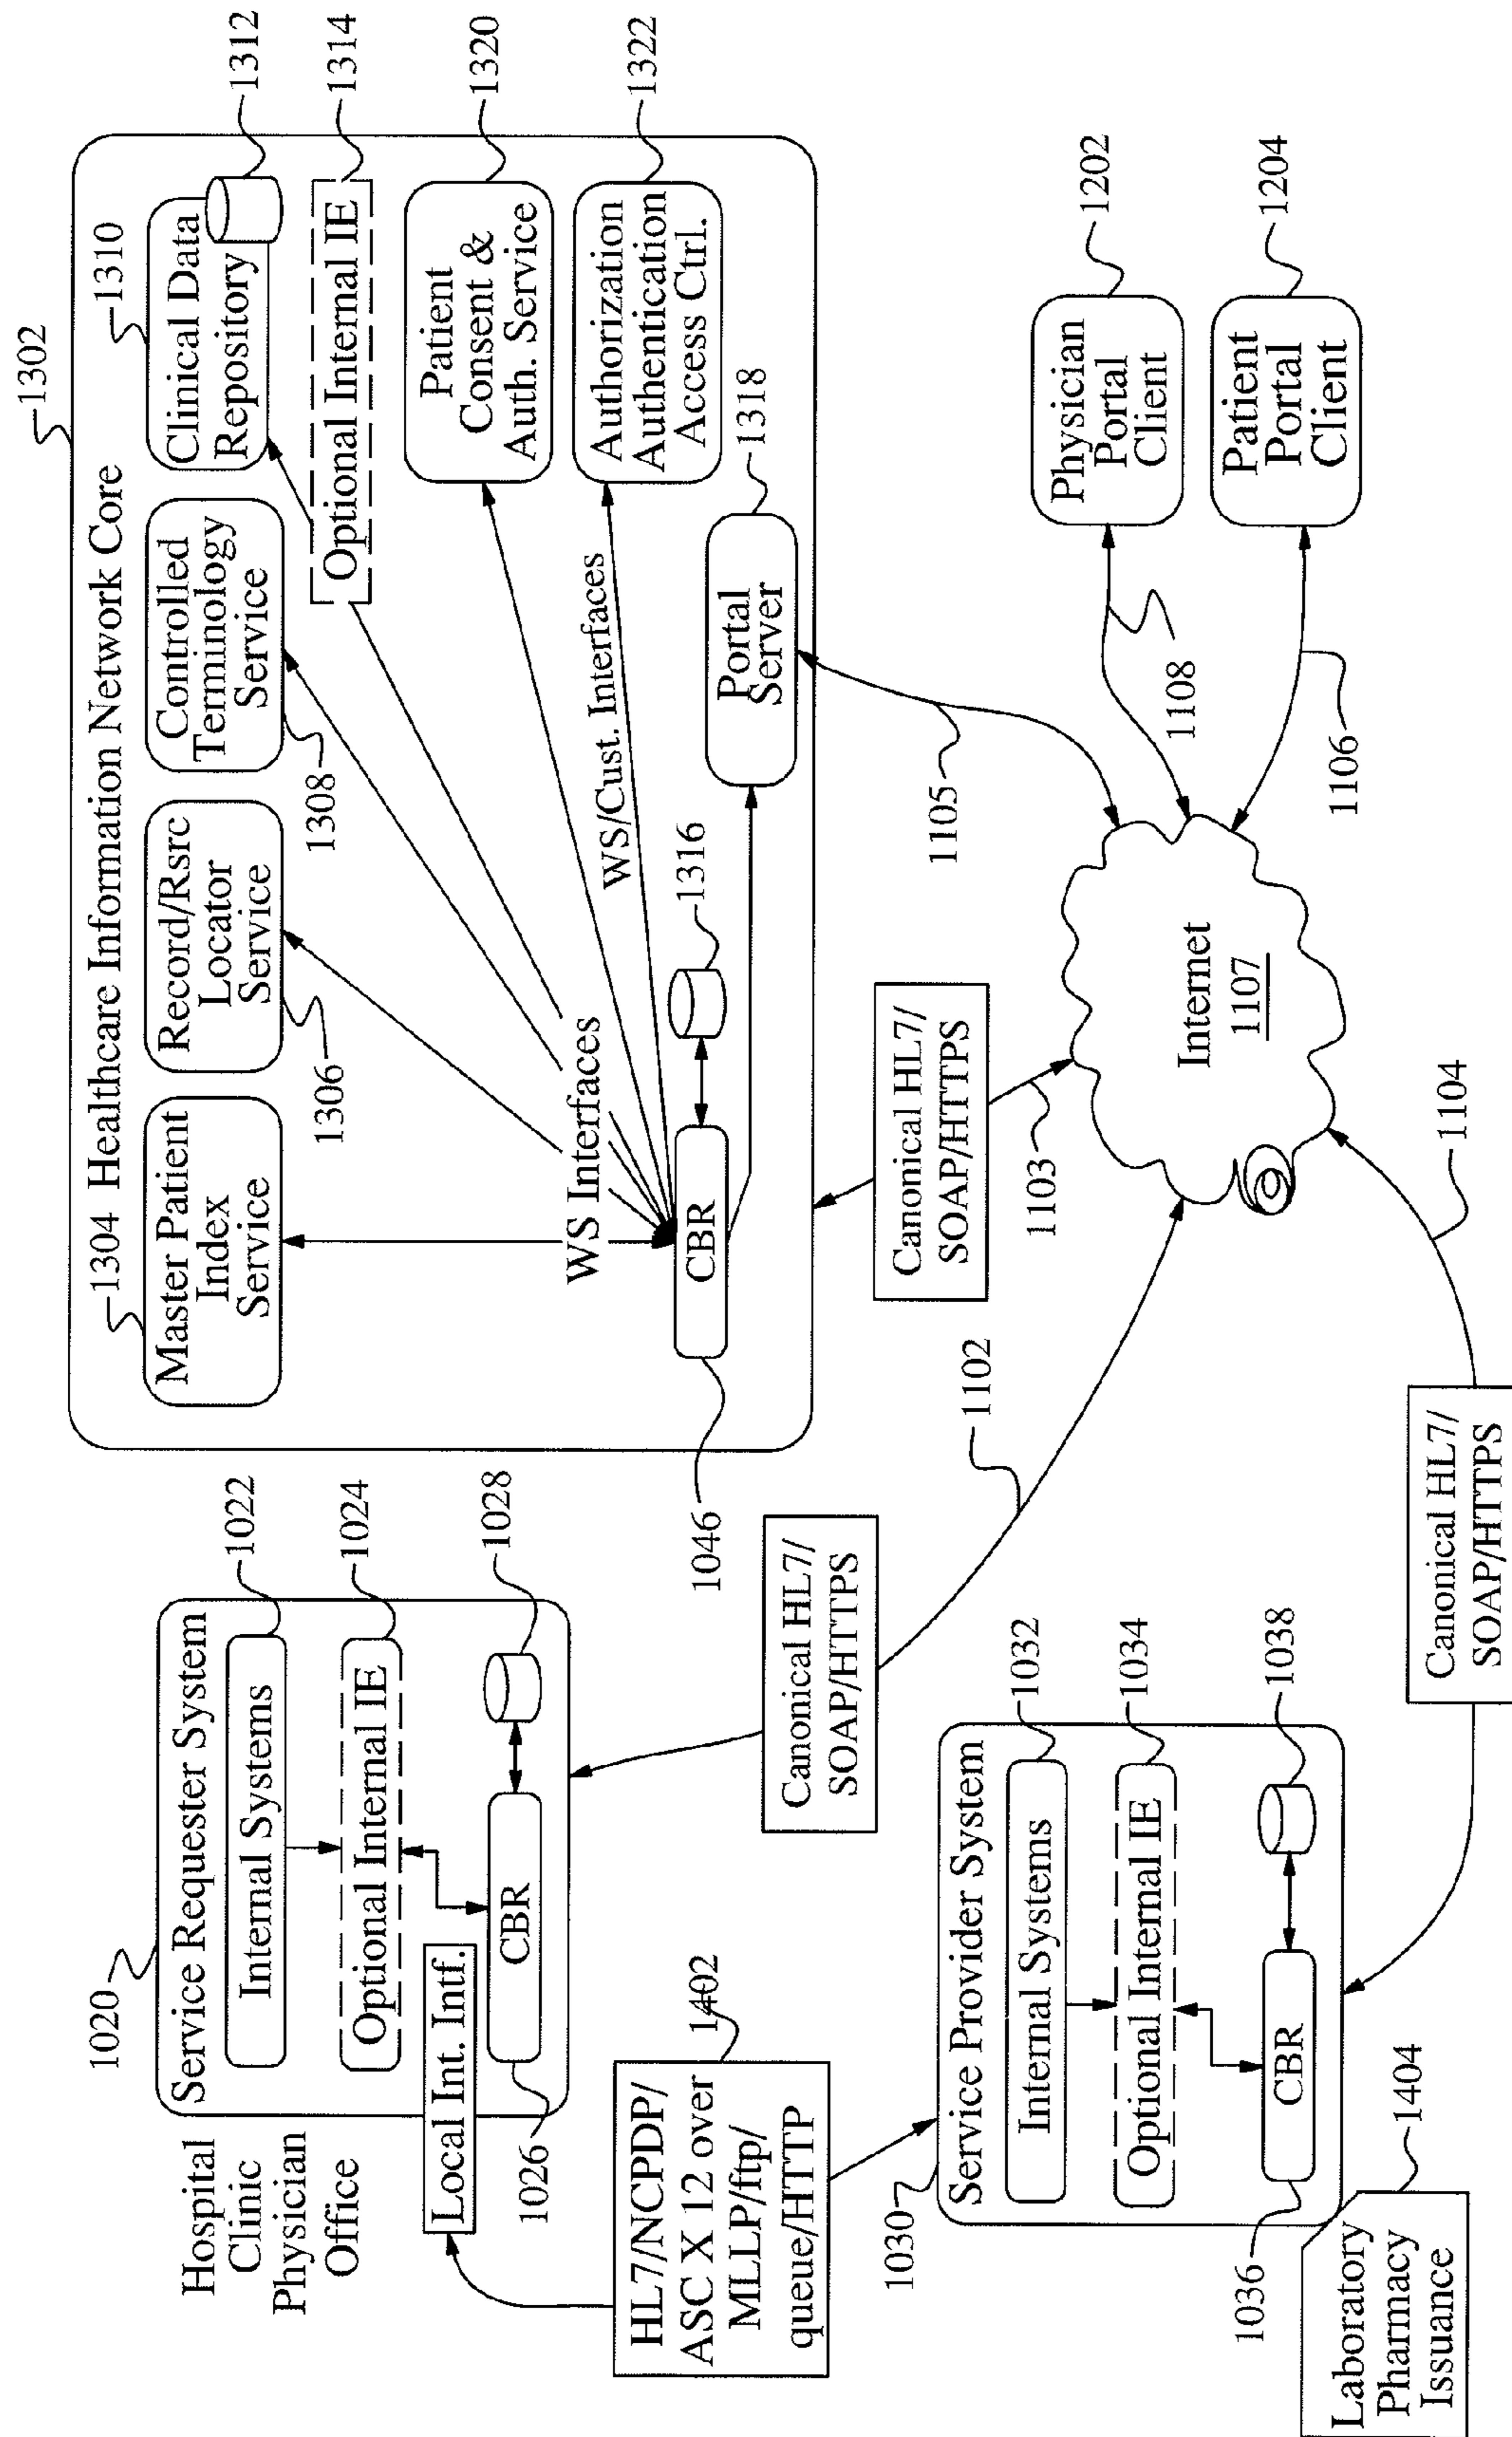 1302
1304 Healthcare Information Network Core
1310
1312
Master Patient
Index
Service
Record/Rsrc
Locator
Service
1306
Controlled
Terminology
Service
1308
Clinical Data
Repository
Optional Internal IE
1314
Patient
Consent &
Auth. Service
1320
Authorization
Authentication
Access Ctrl.
1322
WS Interfaces
WS/Cust. Interfaces
CBR
1046
1316
Portal
Server
1318
1020
Service Requester System
Internal Systems
1022
Optional Internal IE
1024
Local Int. Intf.
CBR
1026
1028
Hospital
Clinic
Physician
Office
HL7/NCPDP/
ASC X 12 over
MLLP/ftp/
queue/HTTP
1402
Canonical HL7/
SOAP/HTTPS
1102
Canonical HL7/
SOAP/HTTPS
1103
1105
Internet
1107
Physician
Portal
Client
1202
1108
Patient
Portal
Client
1204
1106
1030
Service Provider System
Internal Systems
1032
Optional Internal IE
1034
CBR
1036
1038
Laboratory
Pharmacy
Issuance
1404
Canonical HL7/
SOAP/HTTPS
1104